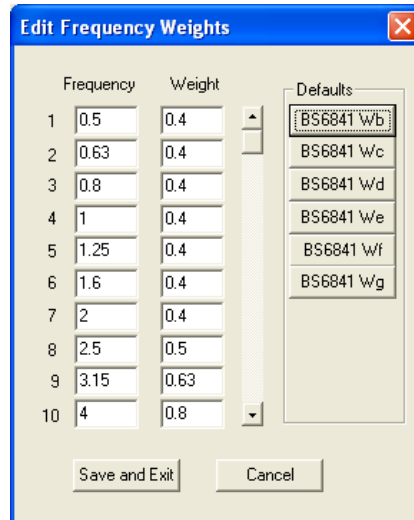 Edit Frequency Weights
Frequency Weight Defaults
1 0.5 0.4 BS6841 Wb
2 0.63 0.4 BS6841 Wc
3 0.8 0.4 BS6841 Wd
4 1 0.4 BS6841 We
5 1.25 0.4 BS6841 Wf
6 1.6 0.4 BS6841 Wg
7 2 0.4
8 2.5 0.5
9 3.15 0.63
10 4 0.8
Save and Exit Cancel